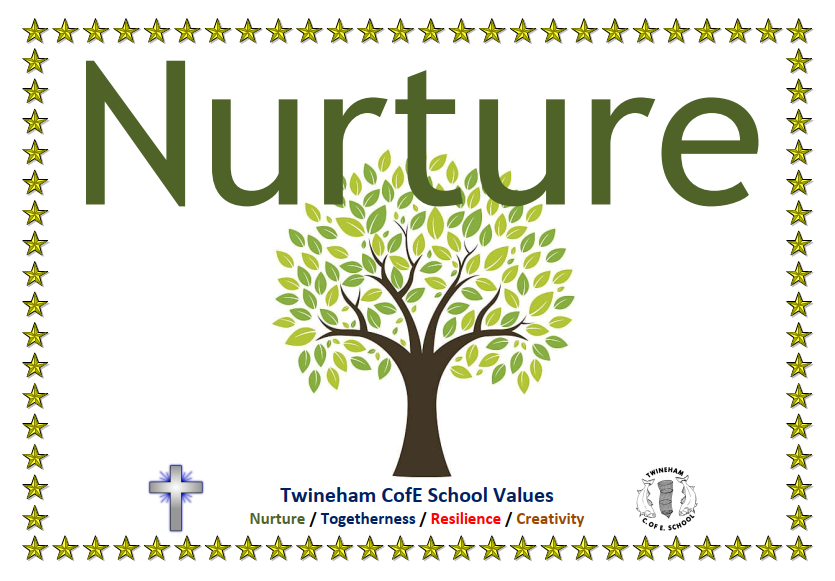 Nurture
Twineham CofE School Values
Nurture / Togetherness / Resilience / Creativity
TWINEHAM
C. OF E. SCHOOL